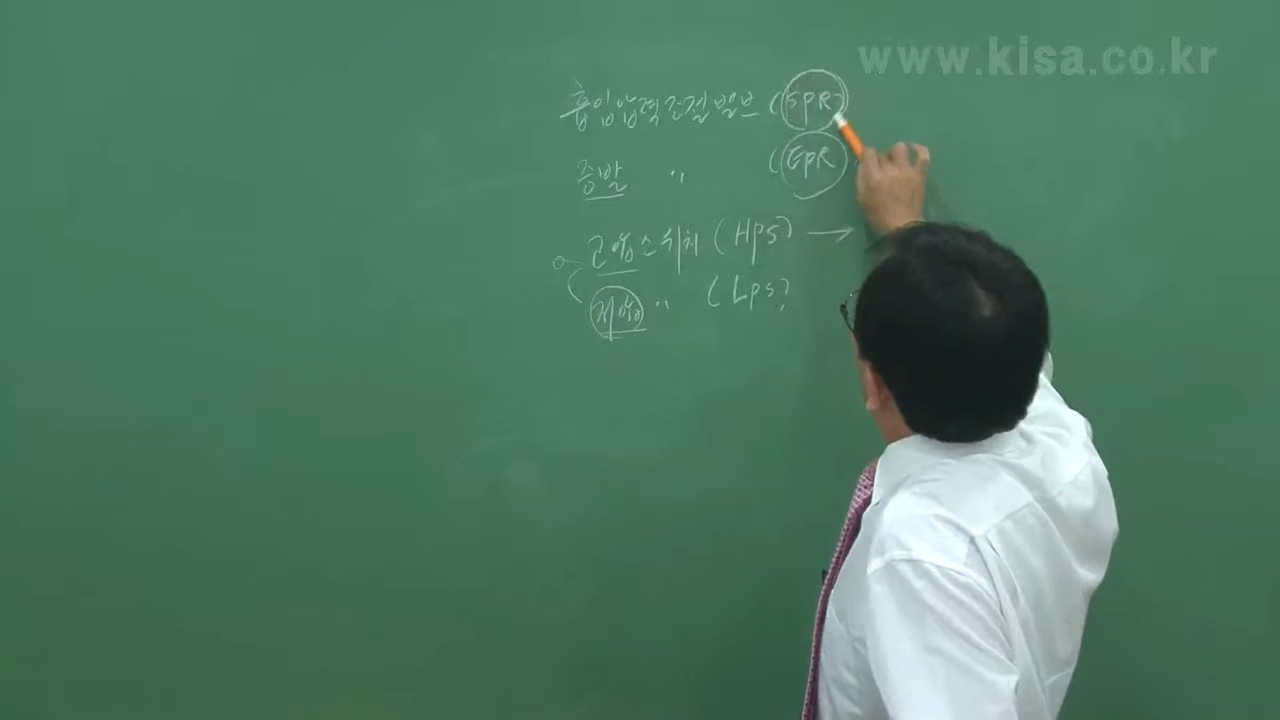 www.kisa.co.kr
흡입압력조절밸브 (SPR)
증발 〃 (EPR
고압스위치 (HPS) →
저압 〃 (LPS)